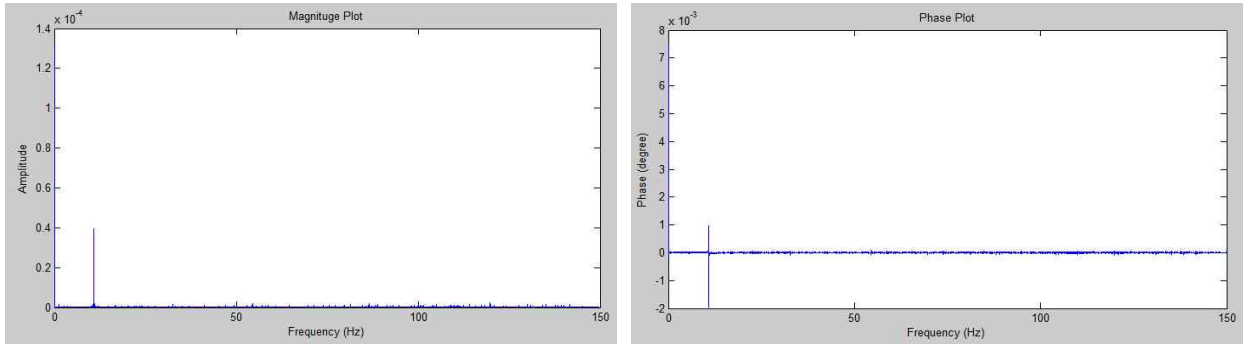 Magnituge Plot
x 10^-4
1.4
1.2
1
0.8
0.6
0.4
0.2
0
Amplitude
0 50 100 150
Frequency (Hz)
Phase Plot
x 10^-3
8
7
6
5
4
3
2
1
0
-1
-2
Phase (degree)
0 50 100 150
Frequency (Hz)